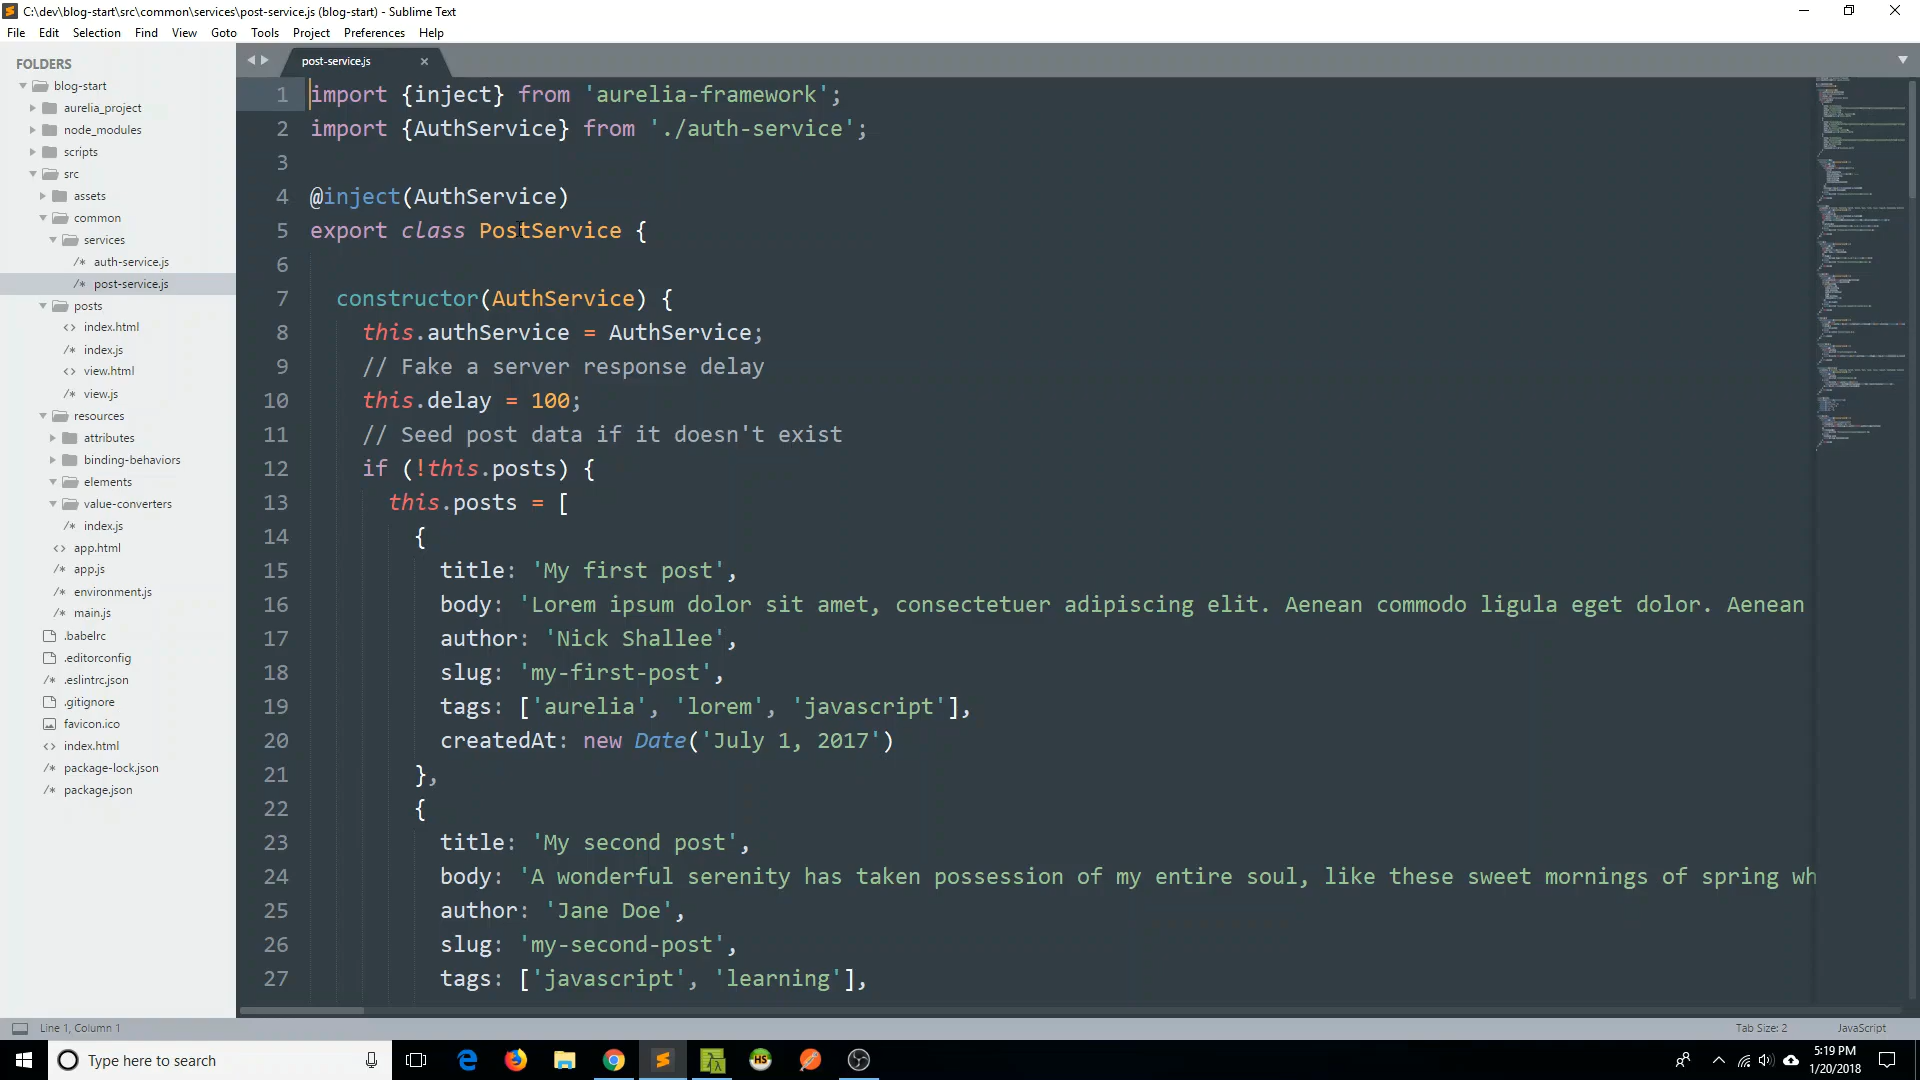 C:\dev\blog-start\src\common\services\post-service.js (blog-start) - Sublime Text
File Edit Selection Find View Goto Tools Project Preferences Help
FOLDERS
blog-start
aurelia_project
node_modules
scripts
src
assets
common
services
/* auth-service.js
/* post-service.js
posts
<> index.html
/* index.js
<> view.html
/* view.js
resources
attributes
binding-behaviors
elements
value-converters
/* index.js
<> app.html
/* app.js
/* environment.js
/* main.js
.babelrc
.editorconfig
/* .eslintrc.json
.gitignore
favicon.ico
<> index.html
/* package-lock.json
/* package.json
post-service.js
1 import {inject} from 'aurelia-framework';
2 import {AuthService} from './auth-service';
3
4 @inject(AuthService)
5 export class PostService {
6
7 constructor(AuthService) {
8 this.authService = AuthService;
9 // Fake a server response delay
10 this.delay = 100;
11 // Seed post data if it doesn't exist
12 if (!this.posts) {
13 this.posts = [
14 {
15 title: 'My first post',
16 body: 'Lorem ipsum dolor sit amet, consectetuer adipiscing elit. Aenean commodo ligula eget dolor. Aenean
17 author: 'Nick Shallee',
18 slug: 'my-first-post',
19 tags: ['aurelia', 'lorem', 'javascript'],
20 createdAt: new Date('July 1, 2017')
21 },
22 {
23 title: 'My second post',
24 body: 'A wonderful serenity has taken possession of my entire soul, like these sweet mornings of spring wh
25 author: 'Jane Doe',
26 slug: 'my-second-post',
27 tags: ['javascript', 'learning'],
Line 1, Column 1
Tab Size: 2
JavaScript
Type here to search
HS
5:19 PM
1/20/2018